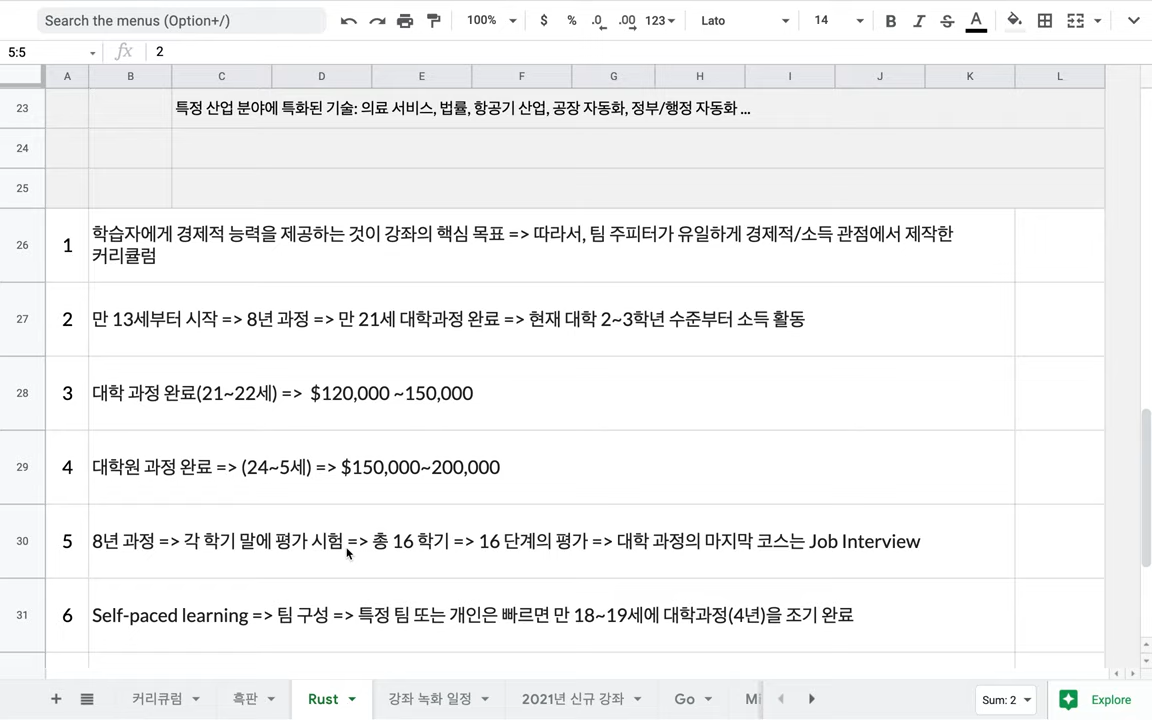 Search the menus (Option+/)
100%
$
%
.0
.00
123
Lato
14
B
I
S
A
5:5
fx
2
A B C D E F G H I J K L
23 특정 산업 분야에 특화된 기술: 의료 서비스, 법률, 항공기 산업, 공장 자동화, 정부/행정 자동화 ...
24
25
26 1 학습자에게 경제적 능력을 제공하는 것이 강좌의 핵심 목표 => 따라서, 팀 주피터가 유일하게 경제적/소득 관점에서 제작한
커리큘럼
27 2 만 13세부터 시작 => 8년 과정 => 만 21세 대학과정 완료 => 현재 대학 2~3학년 수준부터 소득 활동
28 3 대학 과정 완료(21~22세) => $120,000 ~150,000
29 4 대학원 과정 완료 => (24~5세) => $150,000~200,000
30 5 8년 과정 => 각 학기 말에 평가 시험 => 총 16 학기 => 16 단계의 평가 => 대학 과정의 마지막 코스는 Job Interview
31 6 Self-paced learning => 팀 구성 => 특정 팀 또는 개인은 빠르면 만 18~19세에 대학과정(4년)을 조기 완료
커리큐럼
흑판
Rust
강좌 녹화 일정
2021년 신규 강좌
Go
Sum: 2
Explore